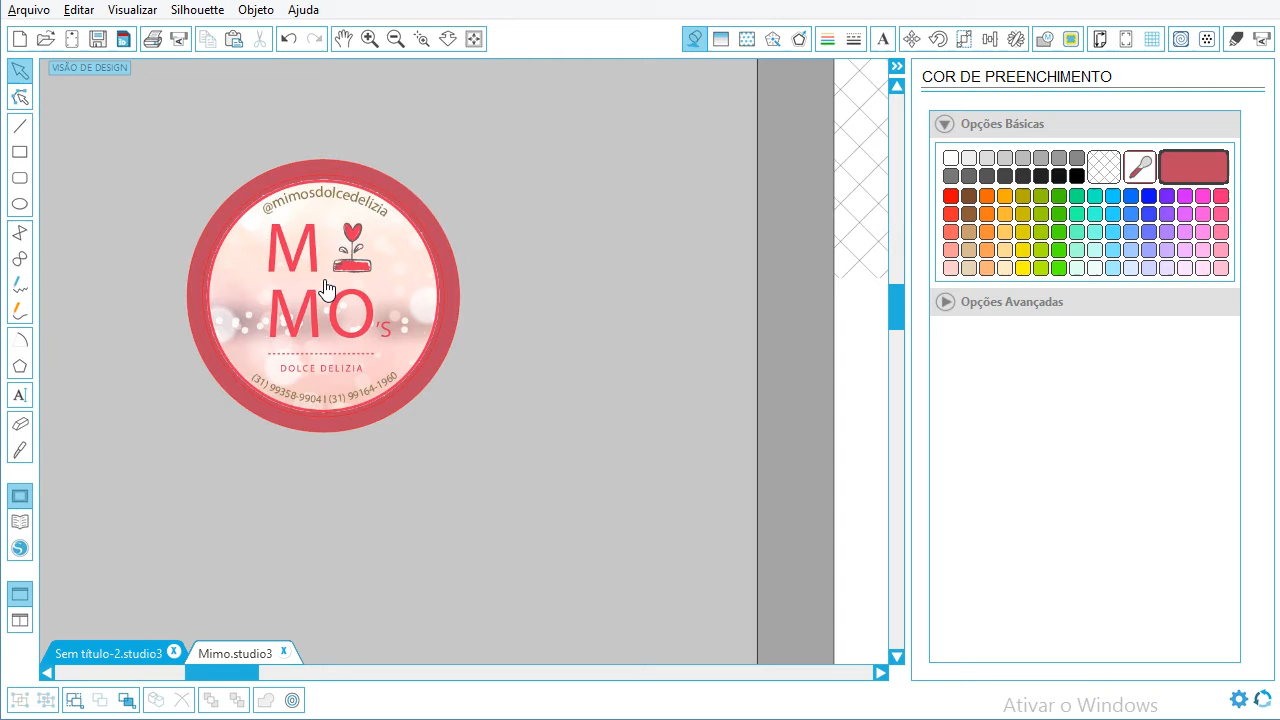 Arquivo Editar Visualizar Silhouette Objeto Ajuda
VISÃO DE DESIGN
COR DE PREENCHIMENTO
Opções Básicas
Opções Avançadas
@mimosdolcedelizia
M
MO'S
DOLCE DELIZIA
(31) 99358-9904 | (31) 99164-1960
Sem título-2.studio3 Mimo.studio3
Ativar o Windows